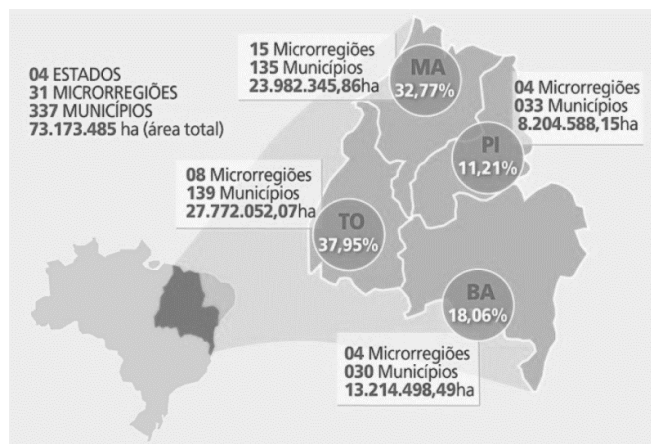 04 ESTADOS
31 MICRORREGIÕES
337 MUNICÍPIOS
73.173.485 ha (área total)
15 Microrregiões
135 Municípios
23.982.345,86ha
MA
32,77%
04 Microrregiões
033 Municípios
8.204.588,15ha
PI
11,21%
08 Microrregiões
139 Municípios
27.772.052,07ha
TO
37,95%
BA
18,06%
04 Microrregiões
030 Municípios
13.214.498,49ha